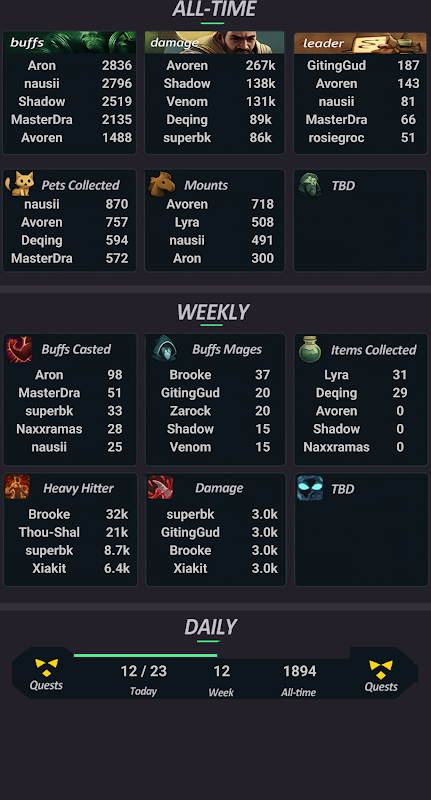 ALL-TIME
buffs damage leader
Aron 2836 Avoren 267k GitingGud 187
nausii 2796 Shadow 138k Avoren 143
Shadow 2519 Venom 131k nausii 81
MasterDra 2135 Deqing 89k MasterDra 66
Avoren 1488 superbk 86k rosiegroc 51
Pets Collected Mounts TBD
nausii 870 Avoren 718
Avoren 757 Lyra 508
Deqing 594 nausii 491
MasterDra 572 Aron 300
WEEKLY
Buffs Casted Buffs Mages Items Collected
Aron 98 Brooke 37 Lyra 31
MasterDra 51 GitingGud 20 Deqing 29
superbk 33 Zarock 20 Avoren 0
Naxxramas 28 Shadow 15 Shadow 0
nausii 25 Venom 15 Naxxramas 0
Heavy Hitter Damage TBD
Brooke 32k superbk 3.0k
Thou-Shal 21k GitingGud 3.0k
superbk 8.7k Brooke 3.0k
Xiakit 6.4k Xiakit 3.0k
DAILY
12 / 23 12 1894
Quests Today Week All-time Quests